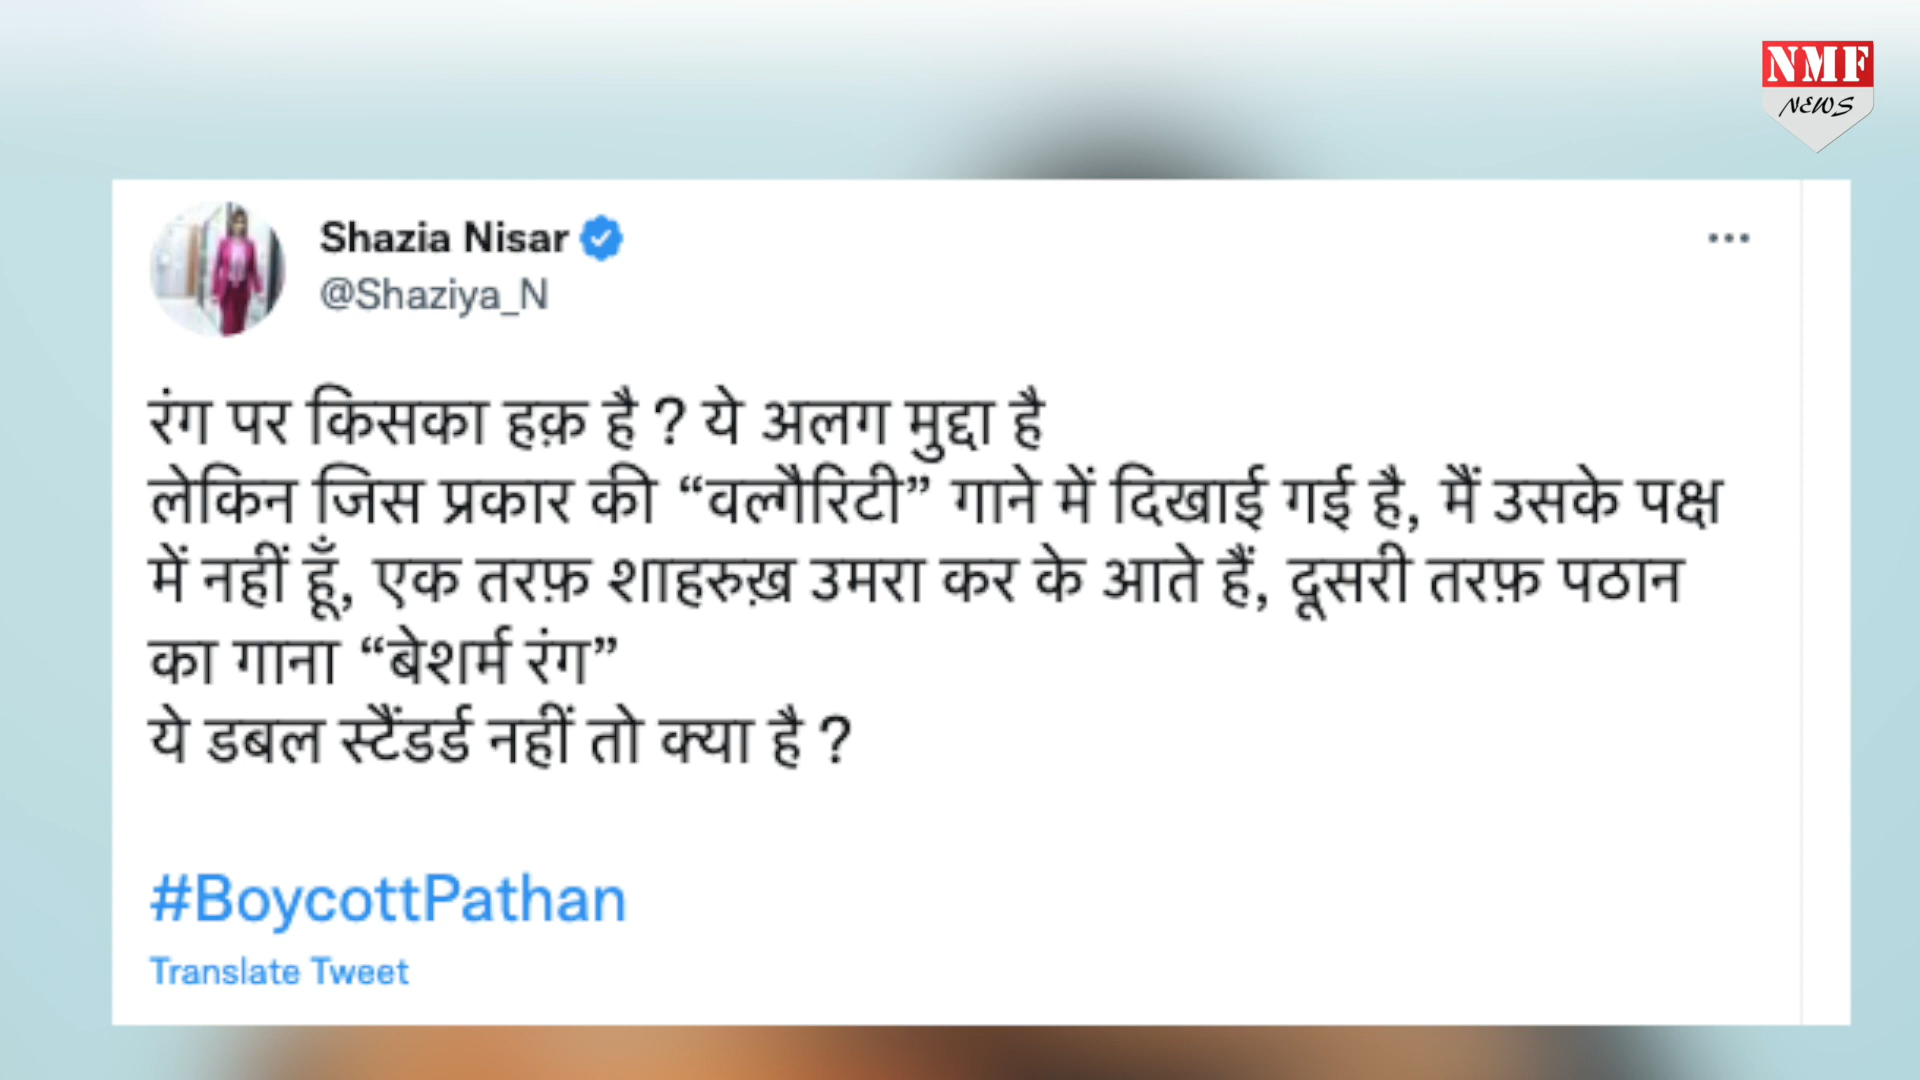 NMF
NEWS
Shazia Nisar
@Shaziya_N
रंग पर किसका हक़ है ? ये अलग मुद्दा है
लेकिन जिस प्रकार की “वल्गैरिटी” गाने में दिखाई गई है, मैं उसके पक्ष
में नहीं हूँ, एक तरफ़ शाहरुख़ उमरा कर के आते हैं, दूसरी तरफ़ पठान
का गाना “बेशर्म रंग”
ये डबल स्टैंडर्ड नहीं तो क्या है ?
#BoycottPathan
Translate Tweet